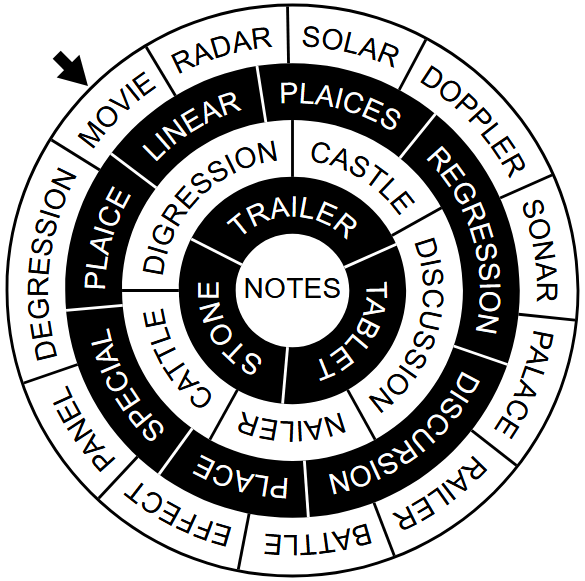 MOVIE
RADAR
SOLAR
DOPPLER
SONAR
PALACE
RAILER
BATTLE
EFFECT
PANEL
DEGRESSION
LINEAR
PLAICES
REGRESSION
DISCURSION
PLACE
SPECIAL
PLAICE
DIGRESSION
CASTLE
DISCUSSION
NAILER
CATTLE
TRAILER
TABLET
STONE
NOTES